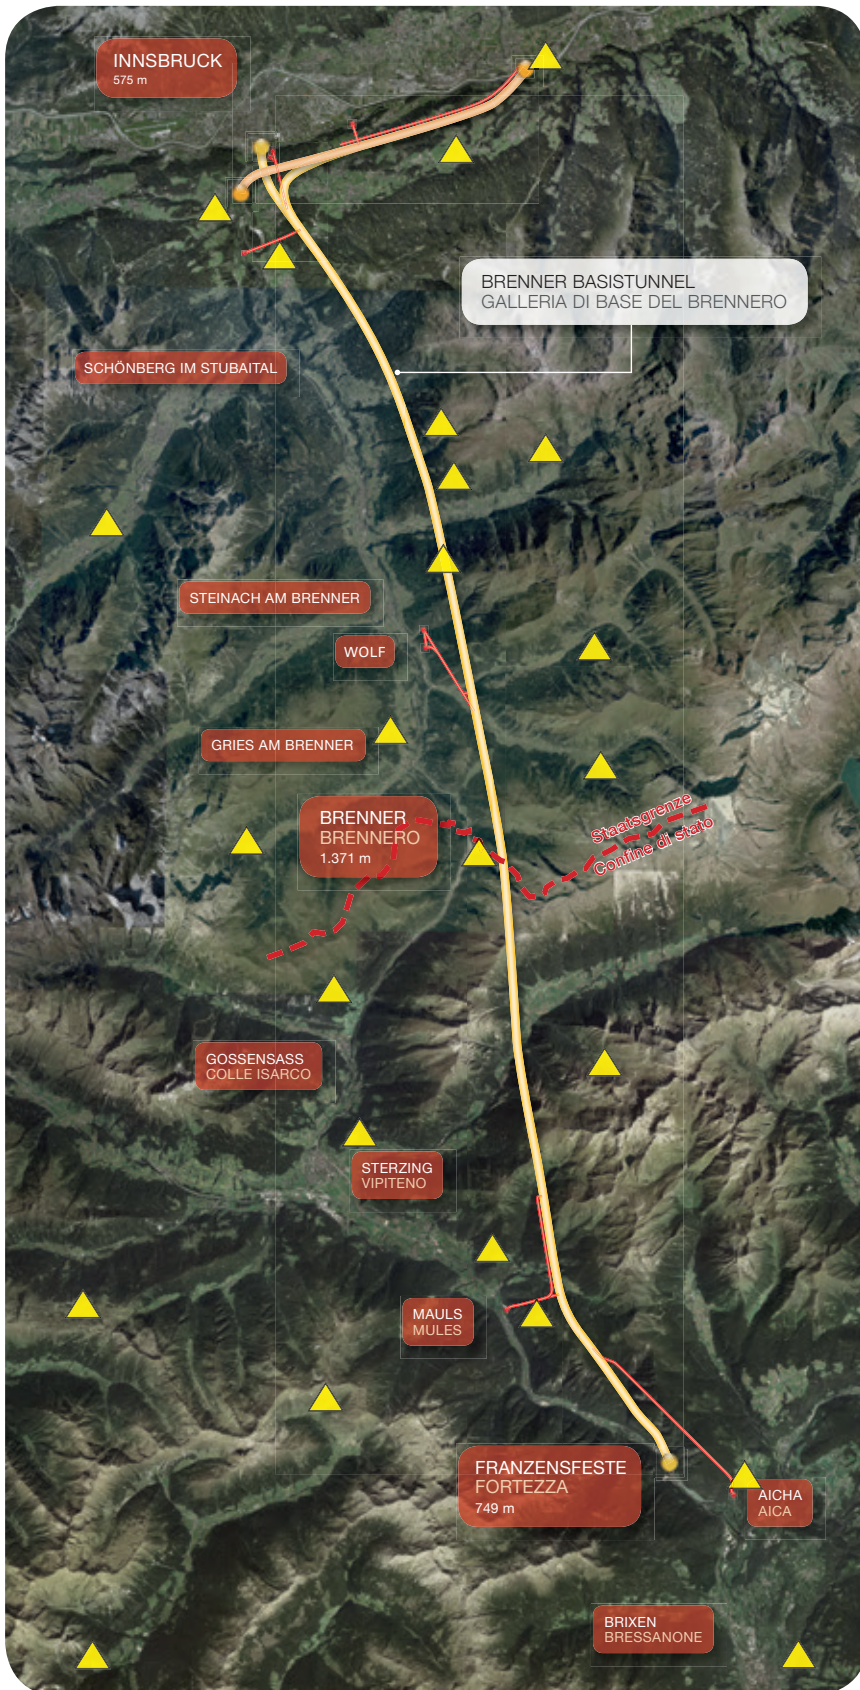 INNSBRUCK
575 m
BRENNER BASISTUNNEL
GALLERIA DI BASE DEL BRENNERO
SCHÖNBERG IM STUBAITAL
STEINACH AM BRENNER
WOLF
GRIES AM BRENNER
BRENNER
BRENNERO
1.371 m
Staatsgrenze
Confine di stato
GOSSENSASS
COLLE ISARCO
STERZING
VIPITENO
MAULS
MULES
FRANZENSFESTE
FORTEZZA
749 m
AICHA
AICA
BRIXEN
BRESSANONE